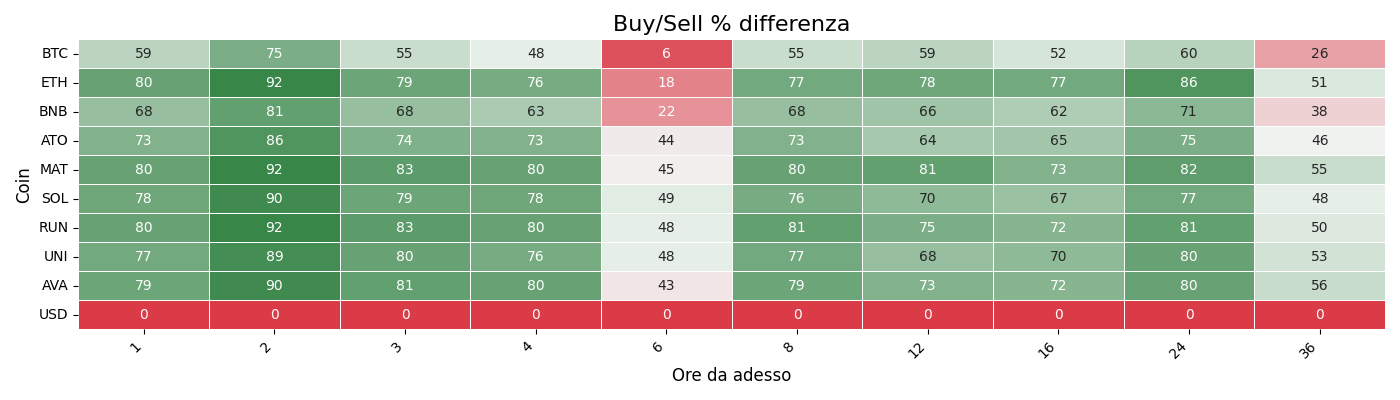 Buy/Sell % differenza
Coin
BTC 59 75 55 48 6 55 59 52 60 26
ETH 80 92 79 76 18 77 78 77 86 51
BNB 68 81 68 63 22 68 66 62 71 38
ATO 73 86 74 73 44 73 64 65 75 46
MAT 80 92 83 80 45 80 81 73 82 55
SOL 78 90 79 78 49 76 70 67 77 48
RUN 80 92 83 80 48 81 75 72 81 50
UNI 77 89 80 76 48 77 68 70 80 53
AVA 79 90 81 80 43 79 73 72 80 56
USD 0 0 0 0 0 0 0 0 0 0
1 2 3 4 6 8 12 16 24 36
Ore da adesso